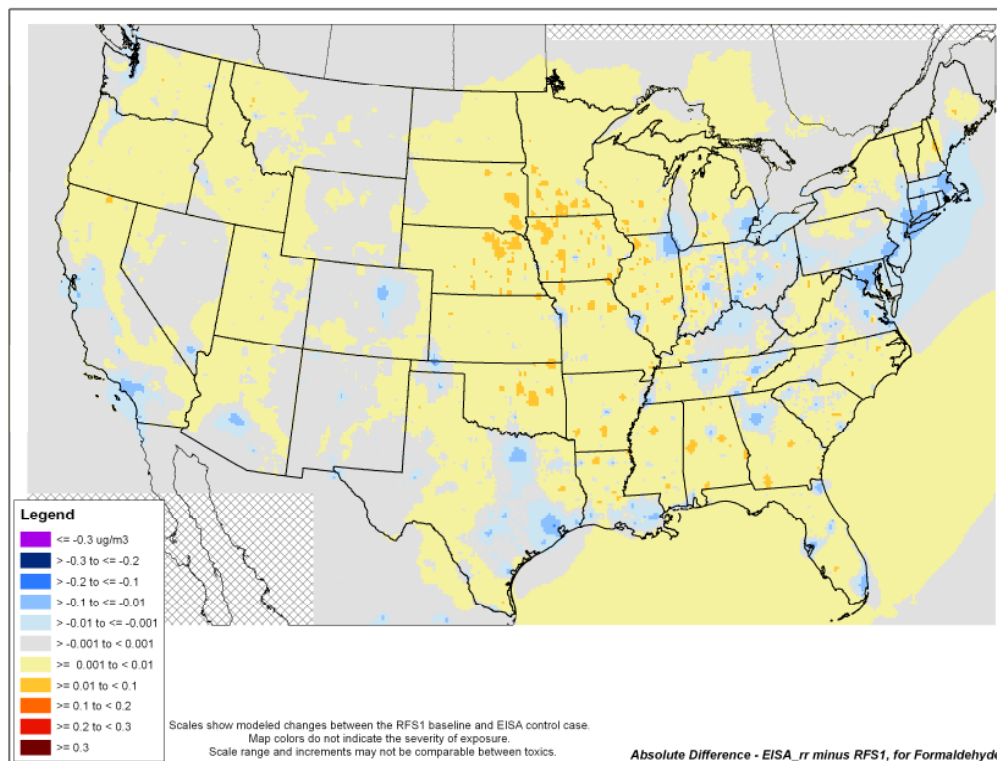 Legend
<= -0.3 ug/m3
> -0.3 to <= -0.2
> -0.2 to <= -0.1
> -0.1 to <= -0.01
> -0.01 to <= -0.001
> -0.001 to < 0.001
>= 0.001 to < 0.01
>= 0.01 to < 0.1
>= 0.1 to < 0.2
>= 0.2 to < 0.3
>= 0.3
Scales show modeled changes between the RFS1 baseline and EISA control case.
Map colors do not indicate the severity of exposure.
Scale range and increments may not be comparable between toxics.
Absolute Difference - EISA_rr minus RFS1, for Formaldehyde